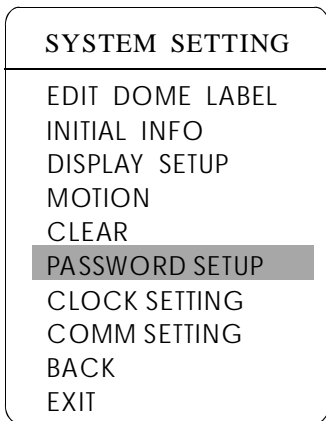 SYSTEM SETTING
EDIT DOME LABEL
INITIAL INFO
DISPLAY SETUP
MOTION
CLEAR
PASSWORD SETUP
CLOCK SETTING
COMM SETTING
BACK
EXIT